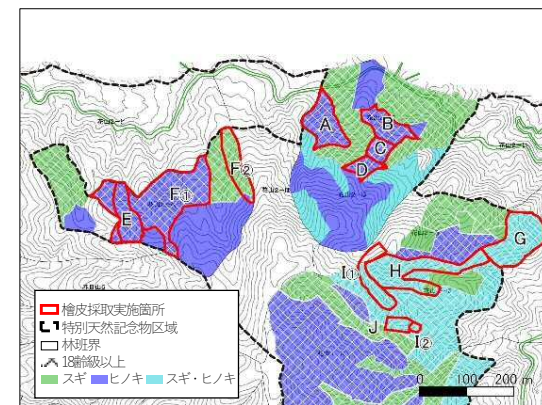 A
B
C
D
E
F①
F②
G
H
I①
J
I②
檜皮採取実施箇所
特別天然記念物区域
林班界
18齢級以上
スギ ヒノキ スギ・ヒノキ
0 100 200 m